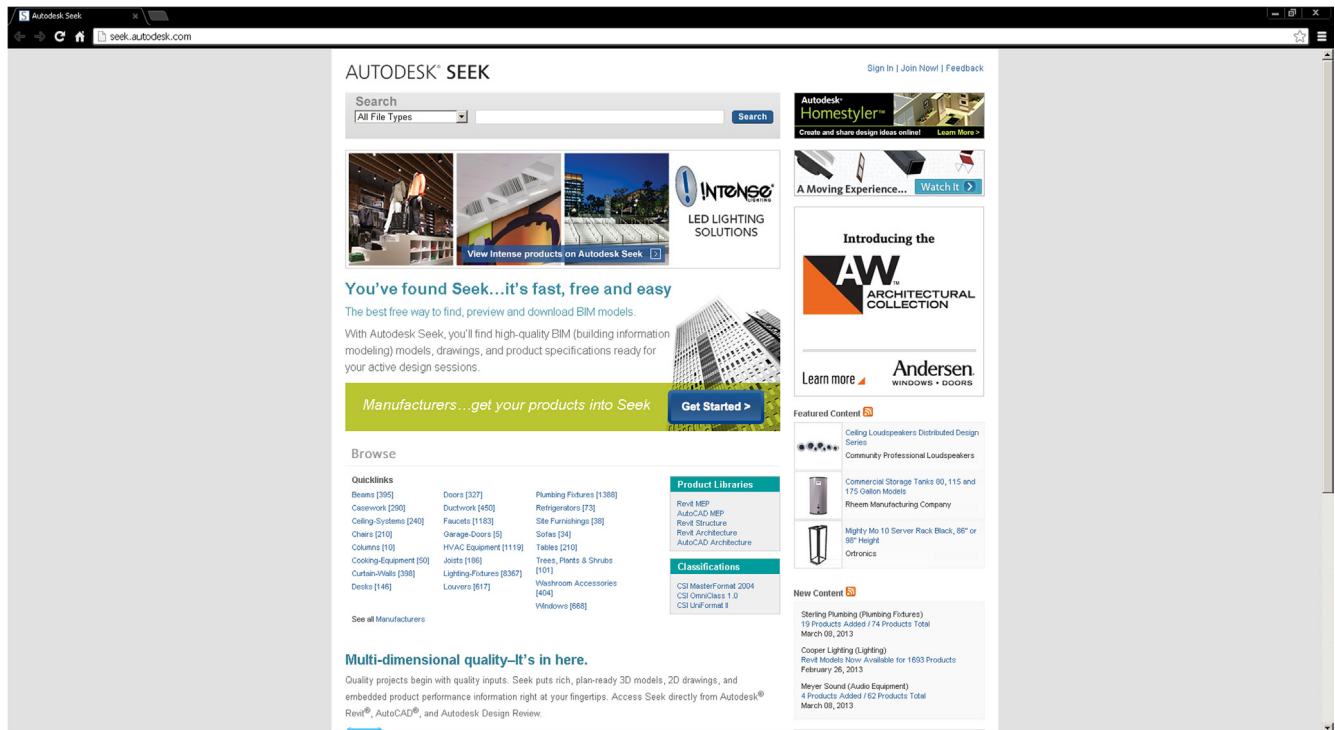 Autodesk Seek
seek.autodesk.com
AUTODESK® SEEK
Sign In | Join Now! | Feedback
Search
All File Types
Search
Autodesk®
Homestyler™
Create and share design ideas online! Learn More >
A Moving Experience... Watch It
INTENSE®
LIGHTING
LED LIGHTING
SOLUTIONS
View Intense products on Autodesk Seek
Introducing the
AW™
ARCHITECTURAL
COLLECTION
Learn more
Andersen
WINDOWS • DOORS
You've found Seek...it's fast, free and easy
The best free way to find, preview and download BIM models.
With Autodesk Seek, you'll find high-quality BIM (building information
modeling) models, drawings, and product specifications ready for
your active design sessions.
Manufacturers...get your products into Seek
Get Started >
Browse
Quicklinks
Beams [395]
Casework [290]
Ceiling-Systems [240]
Chairs [210]
Columns [10]
Cooking-Equipment [50]
Curtain-Walls [398]
Desks [146]
Doors [327]
Ductwork [450]
Faucets [1183]
Garage-Doors [5]
HVAC Equipment [1119]
Joists [186]
Lighting-Fixtures [8367]
Louvers [617]
Plumbing Fixtures [1388]
Refrigerators [73]
Site Furnishings [38]
Sofas [34]
Tables [210]
Trees, Plants & Shrubs
[101]
Washroom Accessories
[404]
Windows [668]
See all Manufacturers
Product Libraries
Revit MEP
AutoCAD MEP
Revit Structure
Revit Architecture
AutoCAD Architecture
Classifications
CSI MasterFormat 2004
CSI OmniClass 1.0
CSI UniFormat II
Featured Content
Ceiling Loudspeakers Distributed Design
Series
Community Professional Loudspeakers
Commercial Storage Tanks 80, 115 and
175 Gallon Models
Rheem Manufacturing Company
Mighty Mo 10 Server Rack Black, 86" or
98" Height
Ortronics
New Content
Sterling Plumbing (Plumbing Fixtures)
19 Products Added / 74 Products Total
March 08, 2013
Cooper Lighting (Lighting)
Revit Models Now Available for 1693 Products
February 26, 2013
Meyer Sound (Audio Equipment)
4 Products Added / 62 Products Total
March 08, 2013
Multi-dimensional quality–It's in here.
Quality projects begin with quality inputs. Seek puts rich, plan-ready 3D models, 2D drawings, and
embedded product performance information right at your fingertips. Access Seek directly from Autodesk®
Revit®, AutoCAD®, and Autodesk Design Review.